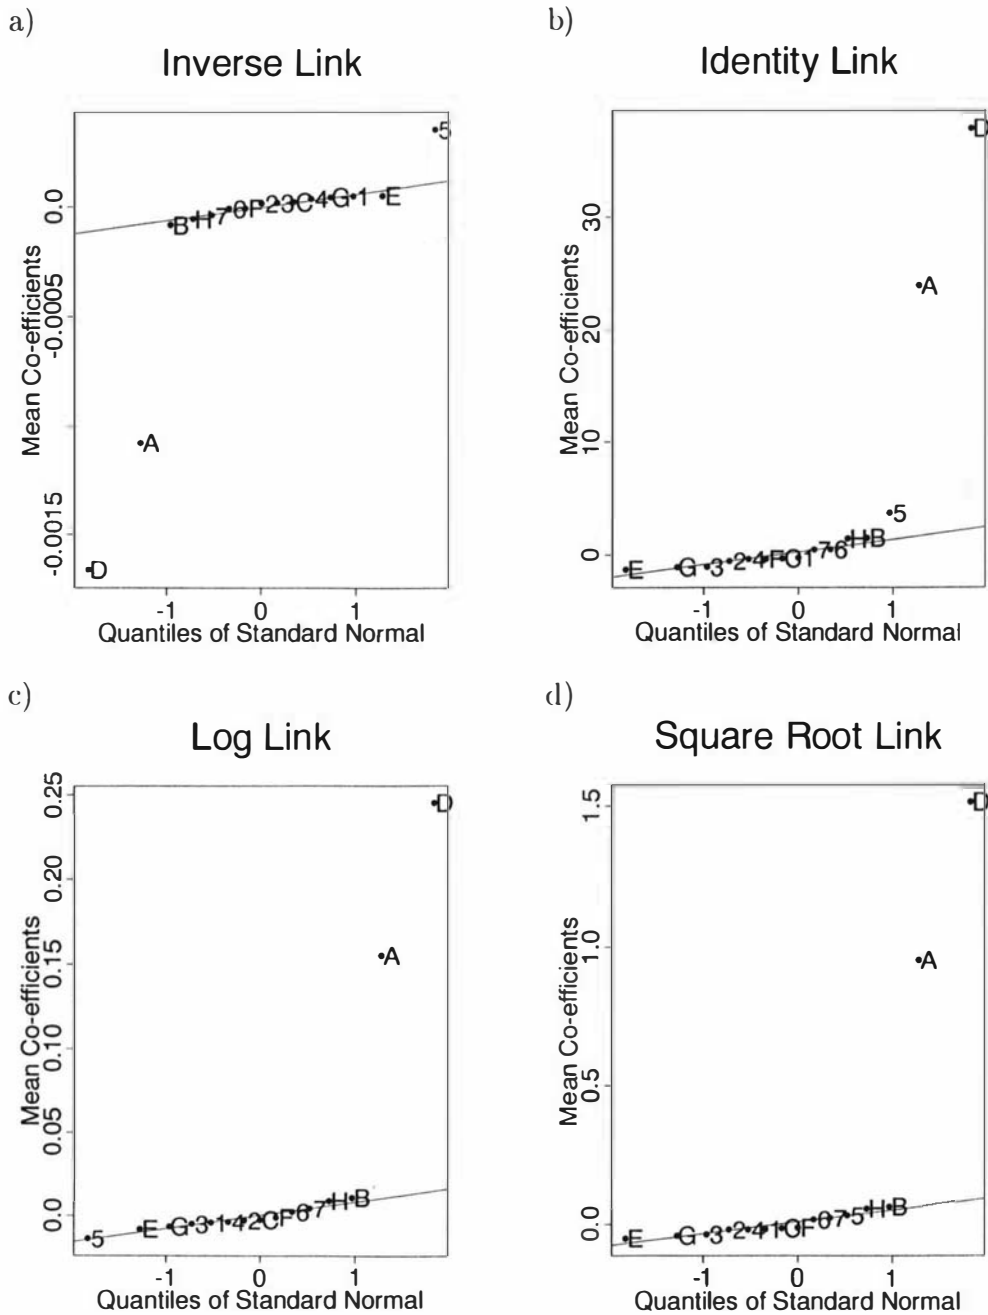 a)
Inverse Link
Mean Co-efficients
0.0
-0.0005
-0.0015
5
B H 7 6 F 2 3 C 4 G 1 E
A
D
-1 0 1
Quantiles of Standard Normal
b)
Identity Link
Mean Co-efficients
30
20
10
0
D
A
5
E G 3 2 4 F C 1 7 6 H B
-1 0 1
Quantiles of Standard Normal
c)
Log Link
Mean Co-efficients
0.25
0.20
0.15
0.10
0.05
0.0
D
A
5 E G 3 1 4 2 C F 6 7 H B
-1 0 1
Quantiles of Standard Normal
d)
Square Root Link
Mean Co-efficients
1.5
1.0
0.5
0.0
D
A
E G 3 2 4 1 C F 6 7 5 H B
-1 0 1
Quantiles of Standard Normal